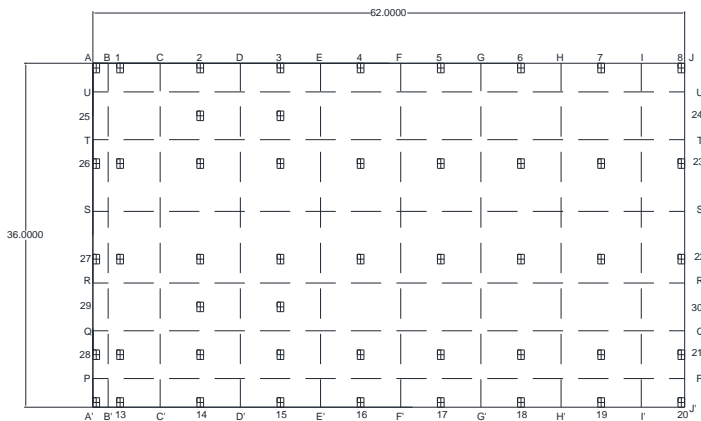 62.0000
A B 1 C 2 D 3 E 4 F 5 G 6 H 7 I 8 J
U U
25 24
T T
26 23
S S
36.0000
27 22
R R
29 30
Q Q
28 21
P P
A' B' 13 C' 14 D' 15 E' 16 F' 17 G' 18 H' 19 I' 20 J'